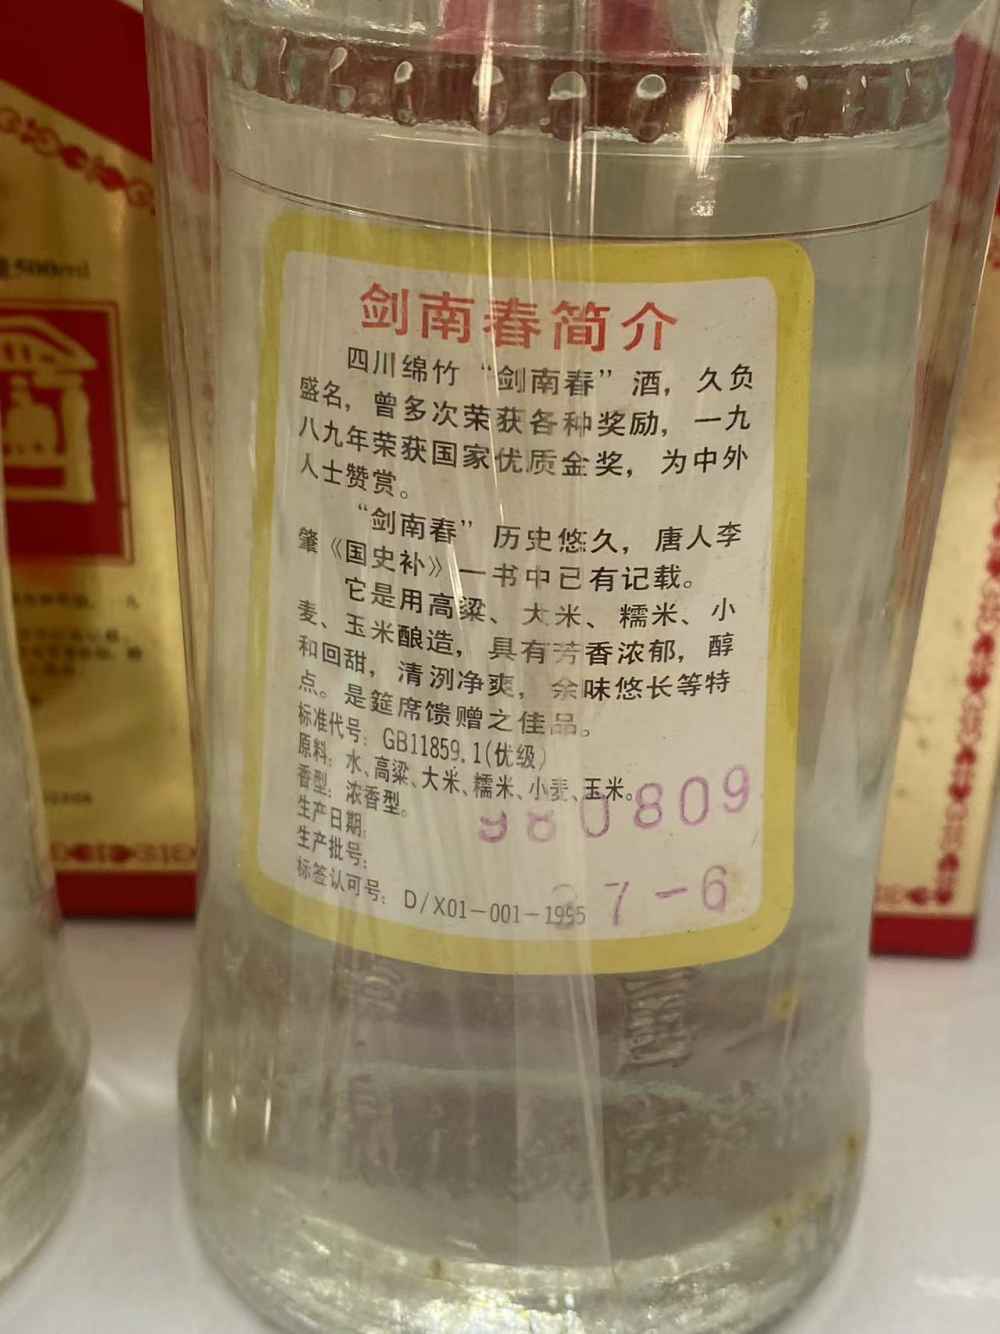 剑南春简介
四川绵竹“剑南春”酒，久负
盛名，曾多次荣获各种奖励，一九
八九年荣获国家优质金奖，为中外
人士赞赏。
“剑南春”历史悠久，唐人李
肇《国史补》一书中已有记载。
它是用高粱、大米、糯米、小
麦、玉米酿造，具有芳香浓郁，醇
和回甜，清洌净爽，余味悠长等特
点。是筵席馈赠之佳品。
标准代号：GB11859.1(优级)
原料：水、高粱、大米、糯米、小麦、玉米。
香型：浓香型。
生产日期：
980809
生产批号：
7-6
标签认可号：D/X01-001-1995
500ml